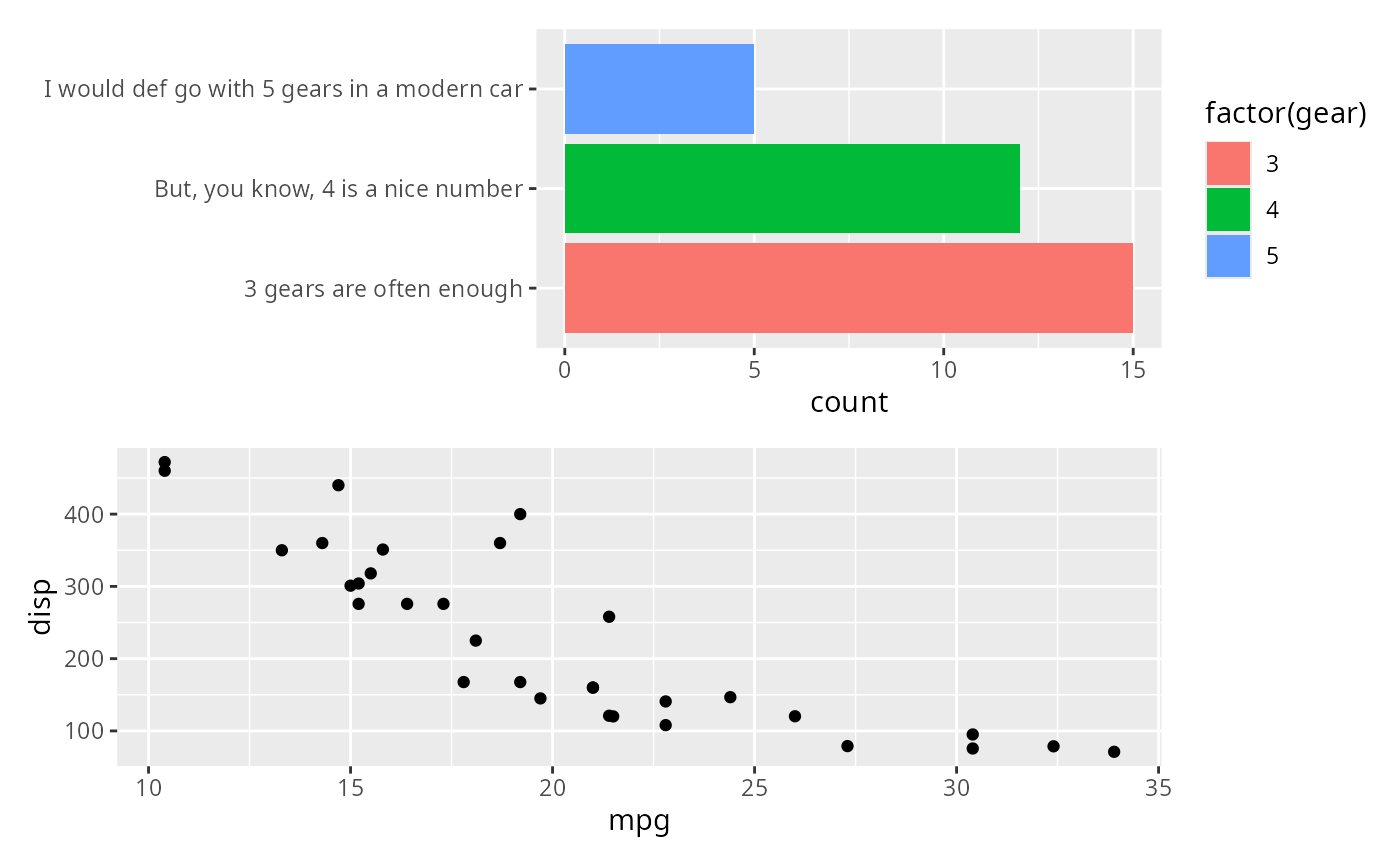 I would def go with 5 gears in a modern car
But, you know, 4 is a nice number
3 gears are often enough
0 5 10 15
count
factor(gear)
3
4
5
400
300
200
100
disp
10 15 20 25 30 35
mpg